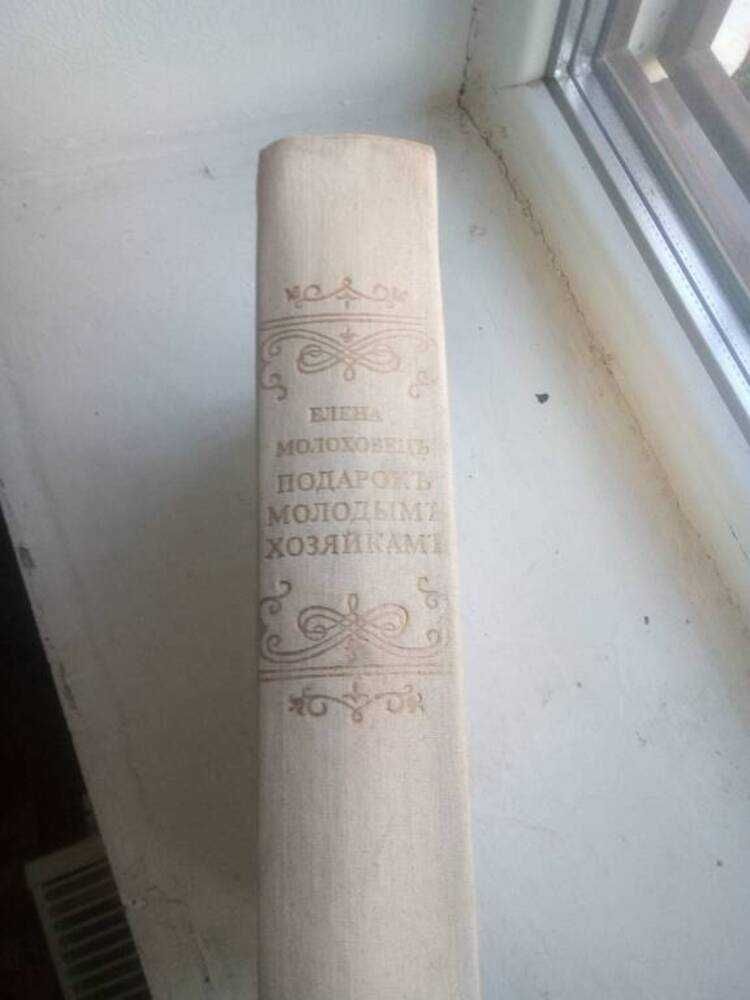 ЕЛЕНА
МОЛОХОВЕЦЪ
ПОДАРОКЪ
МОЛОДЫМЪ
ХОЗЯЙКАМЪ